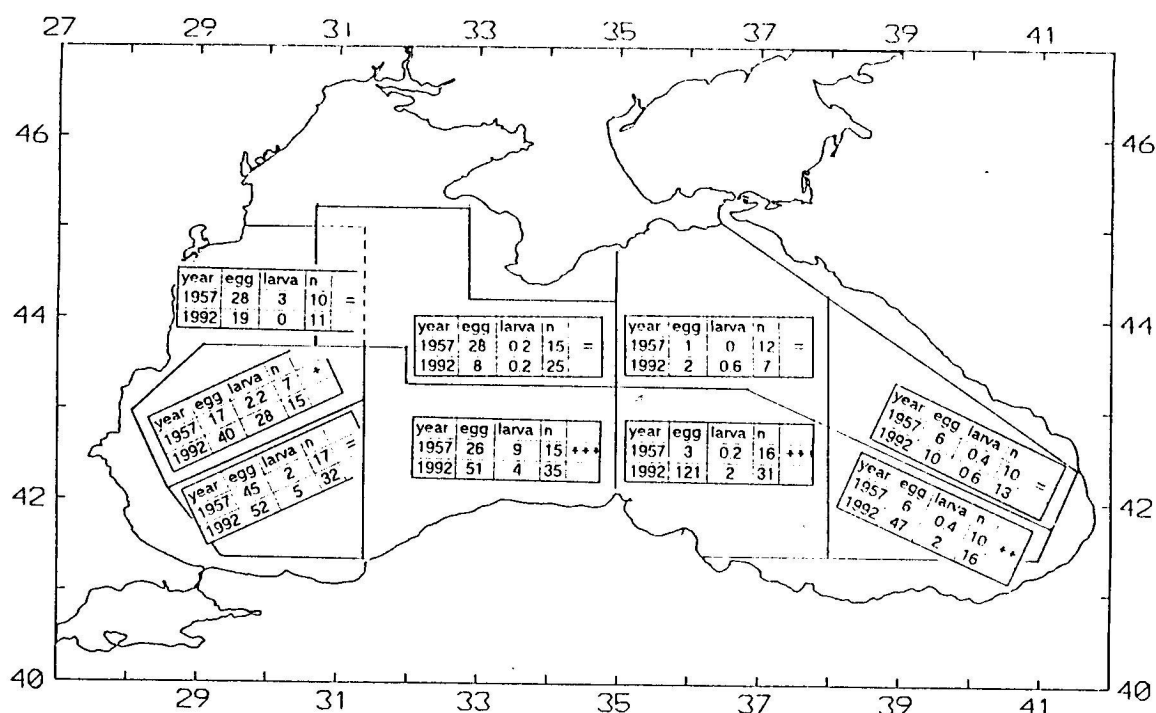 27 29 31 33 35 37 39 41
46 46
year egg larva n
1957 28 3 10 =
1992 19 0 11
44 44
year egg larva n
1957 28 0.2 15 =
1992 8 0.2 25
year egg larva n
1957 1 0 12 =
1992 2 0.6 7
year egg larva n
1957 17 2.2 7 +
1992 40 28 15
year egg larva n
1957 6 0.4 10
1992 10 0.6 13 =
year egg larva n
1957 26 9 15 +++
1992 51 4 35
year egg larva n
1957 3 0.2 16 +++
1992 121 2 31
year egg larva n
1957 45 2 17 =
1992 52 5 32
year egg larva n
1957 6 0.4 10 ++
1992 47 2 16
42 42
40 40
29 31 33 35 37 39 41